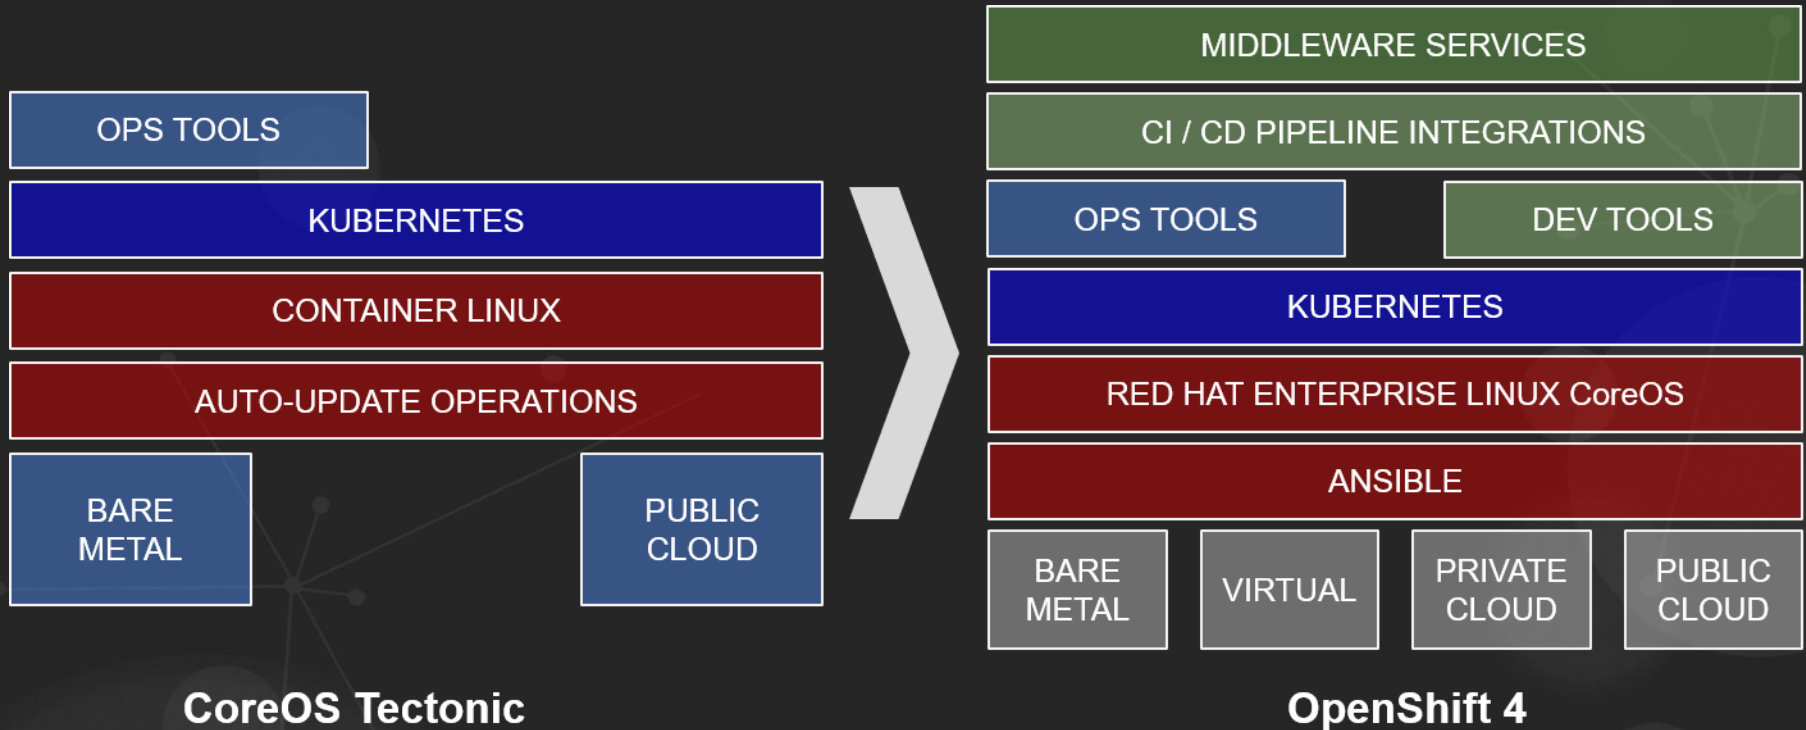 OPS TOOLS
KUBERNETES
CONTAINER LINUX
AUTO-UPDATE OPERATIONS
BARE
METAL
PUBLIC
CLOUD
CoreOS Tectonic
MIDDLEWARE SERVICES
CI / CD PIPELINE INTEGRATIONS
OPS TOOLS
DEV TOOLS
KUBERNETES
RED HAT ENTERPRISE LINUX CoreOS
ANSIBLE
BARE
METAL
VIRTUAL
PRIVATE
CLOUD
PUBLIC
CLOUD
OpenShift 4